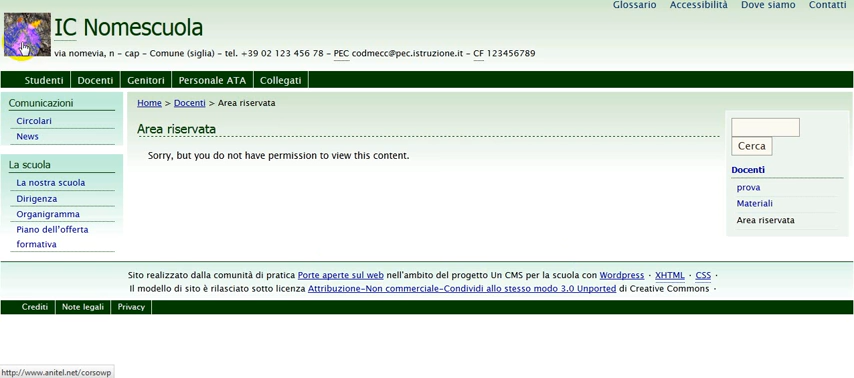 Glossario Accessibilità Dove siamo Contatti
IC Nomescuola
via nomevia, n - cap - Comune (sigla) - tel. +39 02 123 456 78 - PEC codmecc@pec.istruzione.it - CF 123456789
Studenti Docenti Genitori Personale ATA Collegati
Comunicazioni
Circolari
News
La scuola
La nostra scuola
Dirigenza
Organigramma
Piano dell'offerta
formativa
Home > Docenti > Area riservata
Area riservata
Sorry, but you do not have permission to view this content.
Cerca
Docenti
prova
Materiali
Area riservata
Sito realizzato dalla comunità di pratica Porte aperte sul web nell'ambito del progetto Un CMS per la scuola con Wordpress · XHTML · CSS ·
Il modello di sito è rilasciato sotto licenza Attribuzione-Non commerciale-Condividi allo stesso modo 3.0 Unported di Creative Commons ·
Crediti Note legali Privacy
http://www.anitel.net/corsowp